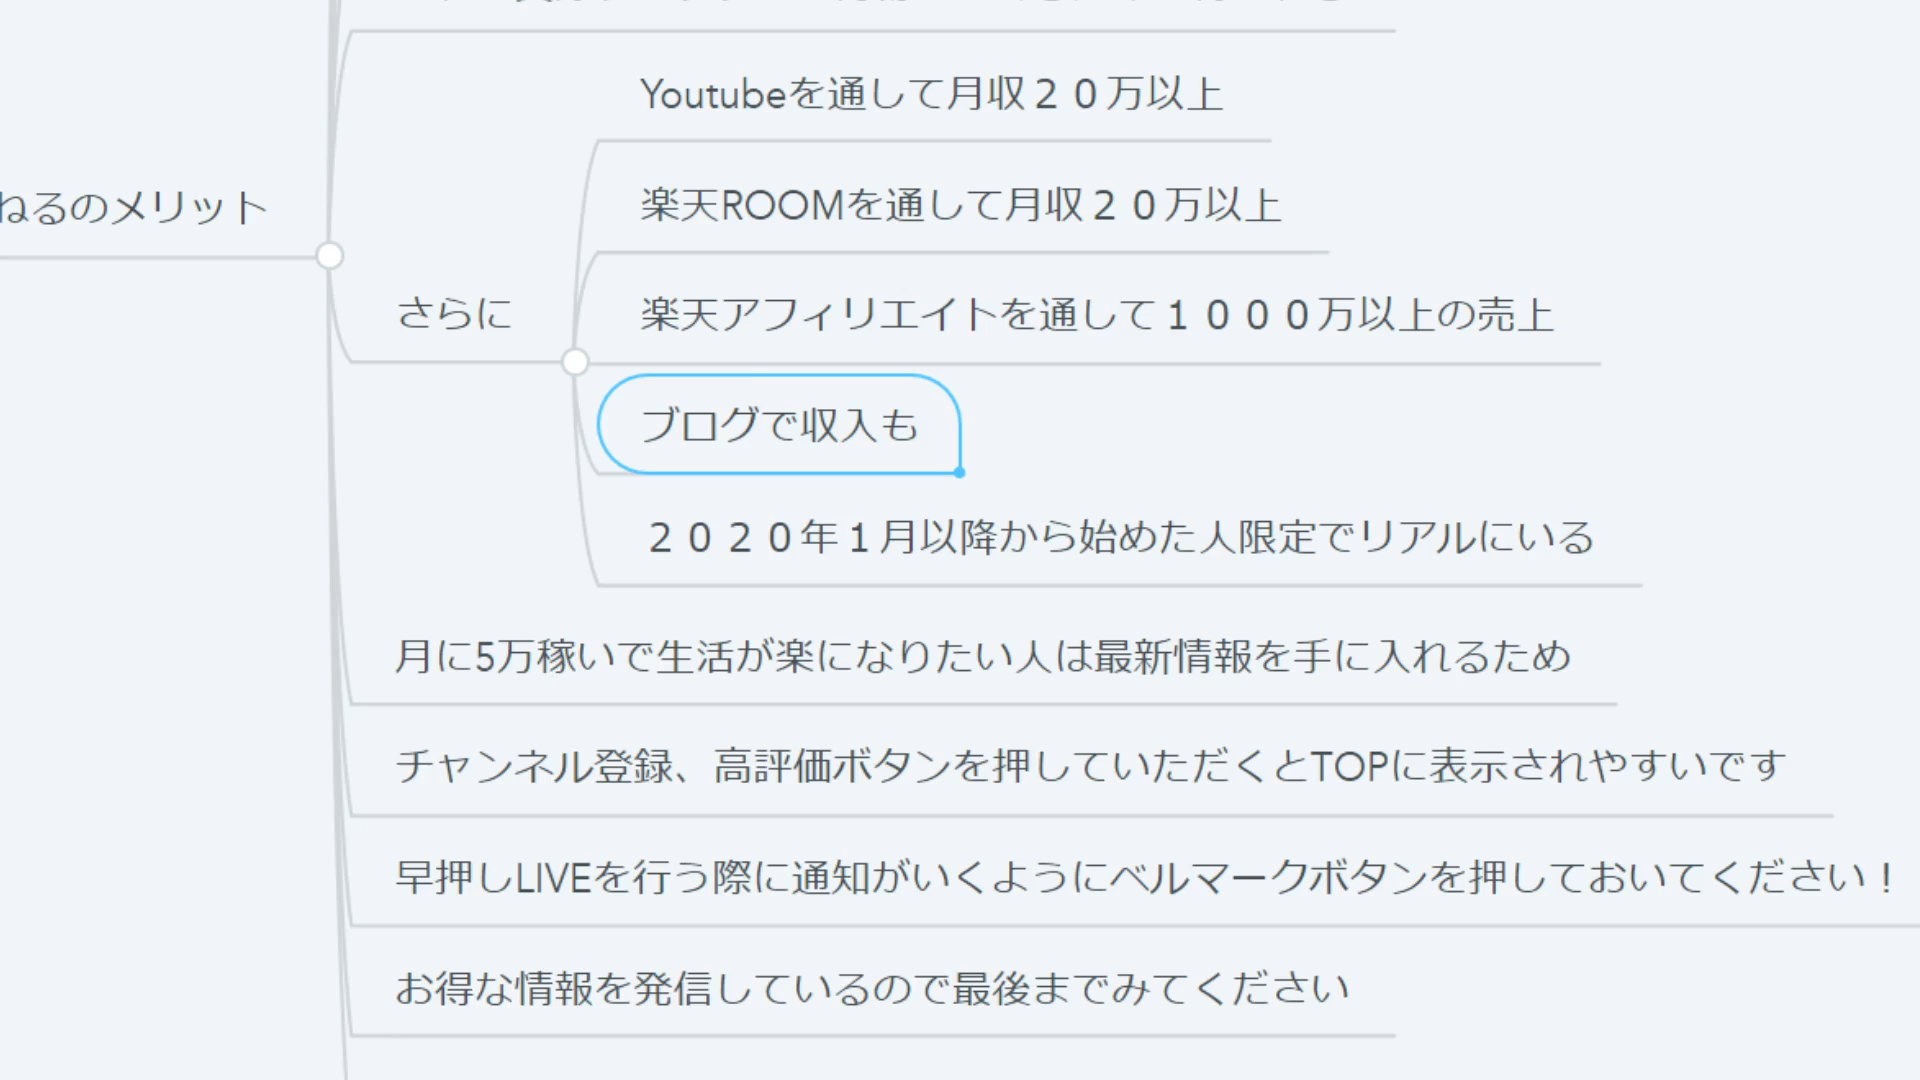 Youtubeを通して月収２０万以上
楽天ROOMを通して月収２０万以上
ねるのメリット
さらに
楽天アフィリエイトを通して１０００万以上の売上
ブログで収入も
２０２０年１月以降から始めた人限定でリアルにいる
月に5万稼いで生活が楽になりたい人は最新情報を手に入れるため
チャンネル登録、高評価ボタンを押していただくとTOPに表示されやすいです
早押しLIVEを行う際に通知がいくようにベルマークボタンを押しておいてください！
お得な情報を発信しているので最後までみてください